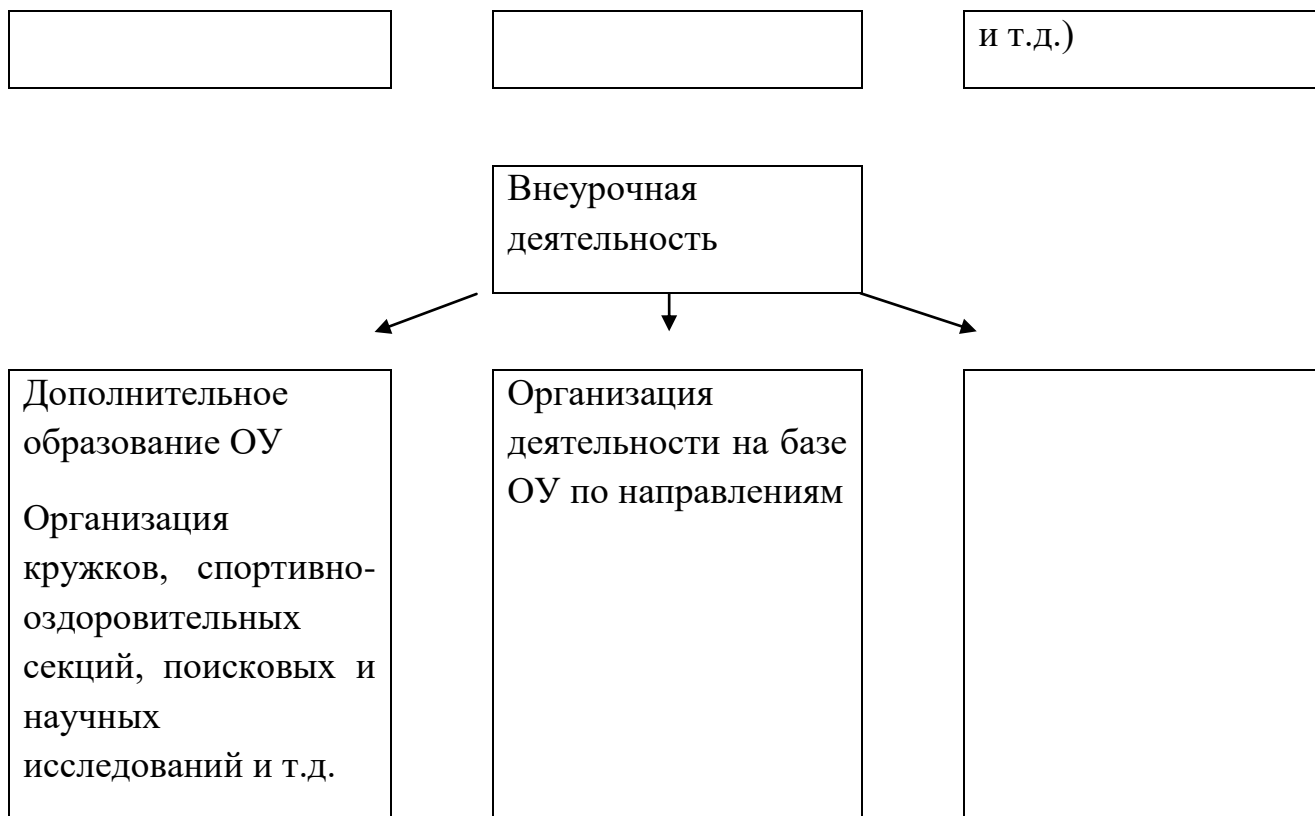 и т.д.)
Внеурочная
деятельность
Дополнительное
образование ОУ
Организация
кружков, спортивно-
оздоровительных
секций, поисковых и
научных
исследований и т.д.
Организация
деятельности на базе
ОУ по направлениям